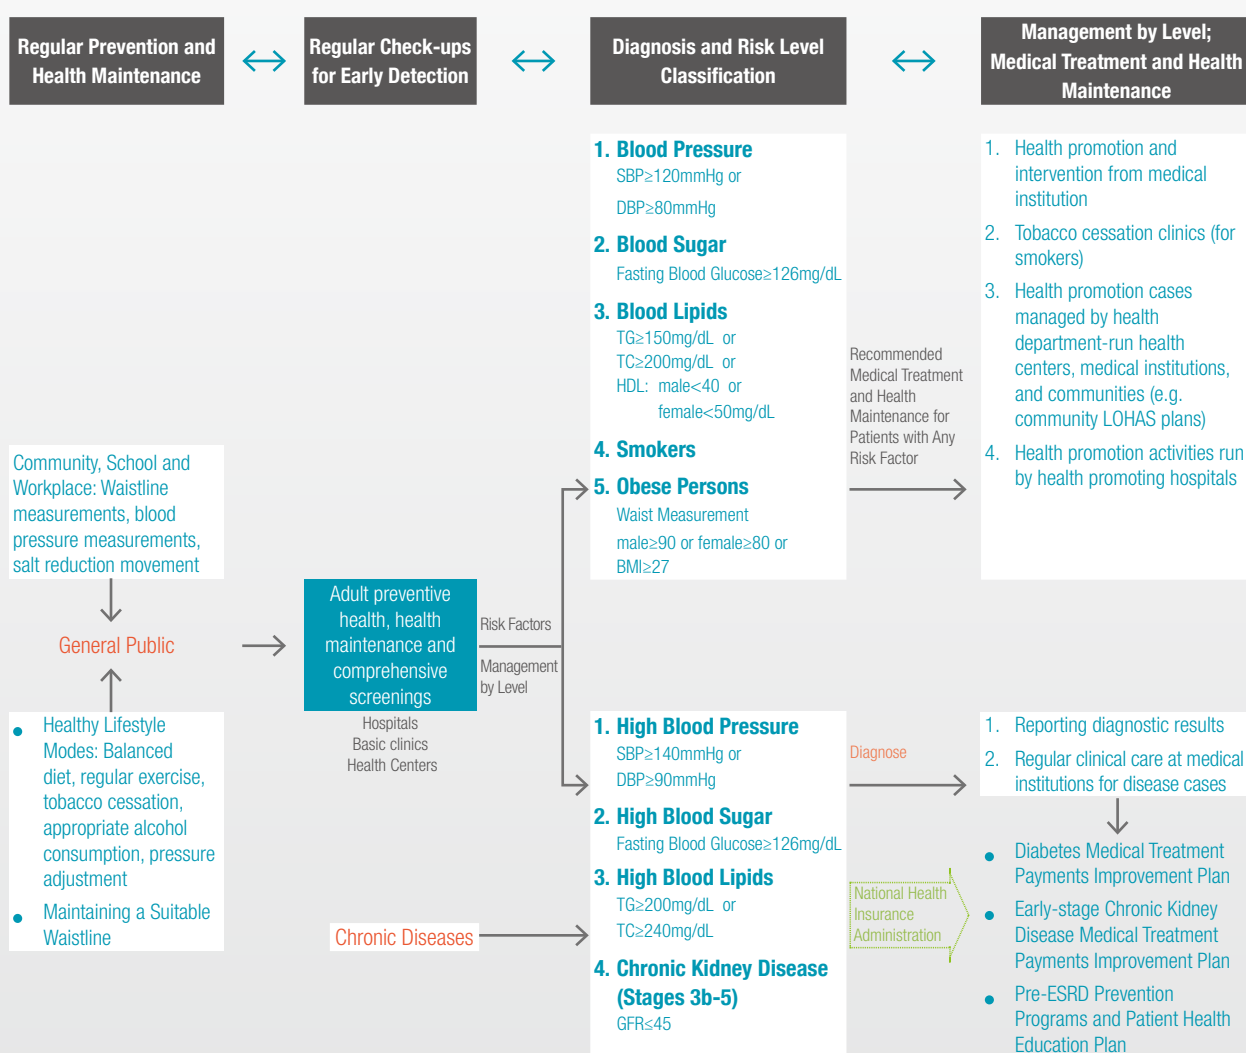 Regular Prevention and
Health Maintenance
Regular Check-ups
for Early Detection
Diagnosis and Risk Level
Classification
Management by Level;
Medical Treatment and Health
Maintenance
Community, School and
Workplace: Waistline
measurements, blood
pressure measurements,
salt reduction movement
General Public
● Healthy Lifestyle
Modes: Balanced
diet, regular exercise,
tobacco cessation,
appropriate alcohol
consumption, pressure
adjustment
● Maintaining a Suitable
Waistline
Adult preventive
health, health
maintenance and
comprehensive
screenings
Hospitals
Basic clinics
Health Centers
Chronic Diseases
Risk Factors
Management
by Level
1. Blood Pressure
SBP≥120mmHg or
DBP≥80mmHg
2. Blood Sugar
Fasting Blood Glucose≥126mg/dL
3. Blood Lipids
TG≥150mg/dL or
TC≥200mg/dL or
HDL: male<40 or
female<50mg/dL
4. Smokers
5. Obese Persons
Waist Measurement
male≥90 or female≥80 or
BMI≥27
1. High Blood Pressure
SBP≥140mmHg or
DBP≥90mmHg
2. High Blood Sugar
Fasting Blood Glucose≥126mg/dL
3. High Blood Lipids
TG≥200mg/dL or
TC≥240mg/dL
4. Chronic Kidney Disease
(Stages 3b-5)
GFR≤45
Recommended
Medical Treatment
and Health
Maintenance for
Patients with Any
Risk Factor
Diagnose
National Health
Insurance
Administration
1. Health promotion and
intervention from medical
institution
2. Tobacco cessation clinics (for
smokers)
3. Health promotion cases
managed by health
department-run health
centers, medical institutions,
and communities (e.g.
community LOHAS plans)
4. Health promotion activities run
by health promoting hospitals
1. Reporting diagnostic results
2. Regular clinical care at medical
institutions for disease cases
● Diabetes Medical Treatment
Payments Improvement Plan
● Early-stage Chronic Kidney
Disease Medical Treatment
Payments Improvement Plan
● Pre-ESRD Prevention
Programs and Patient Health
Education Plan